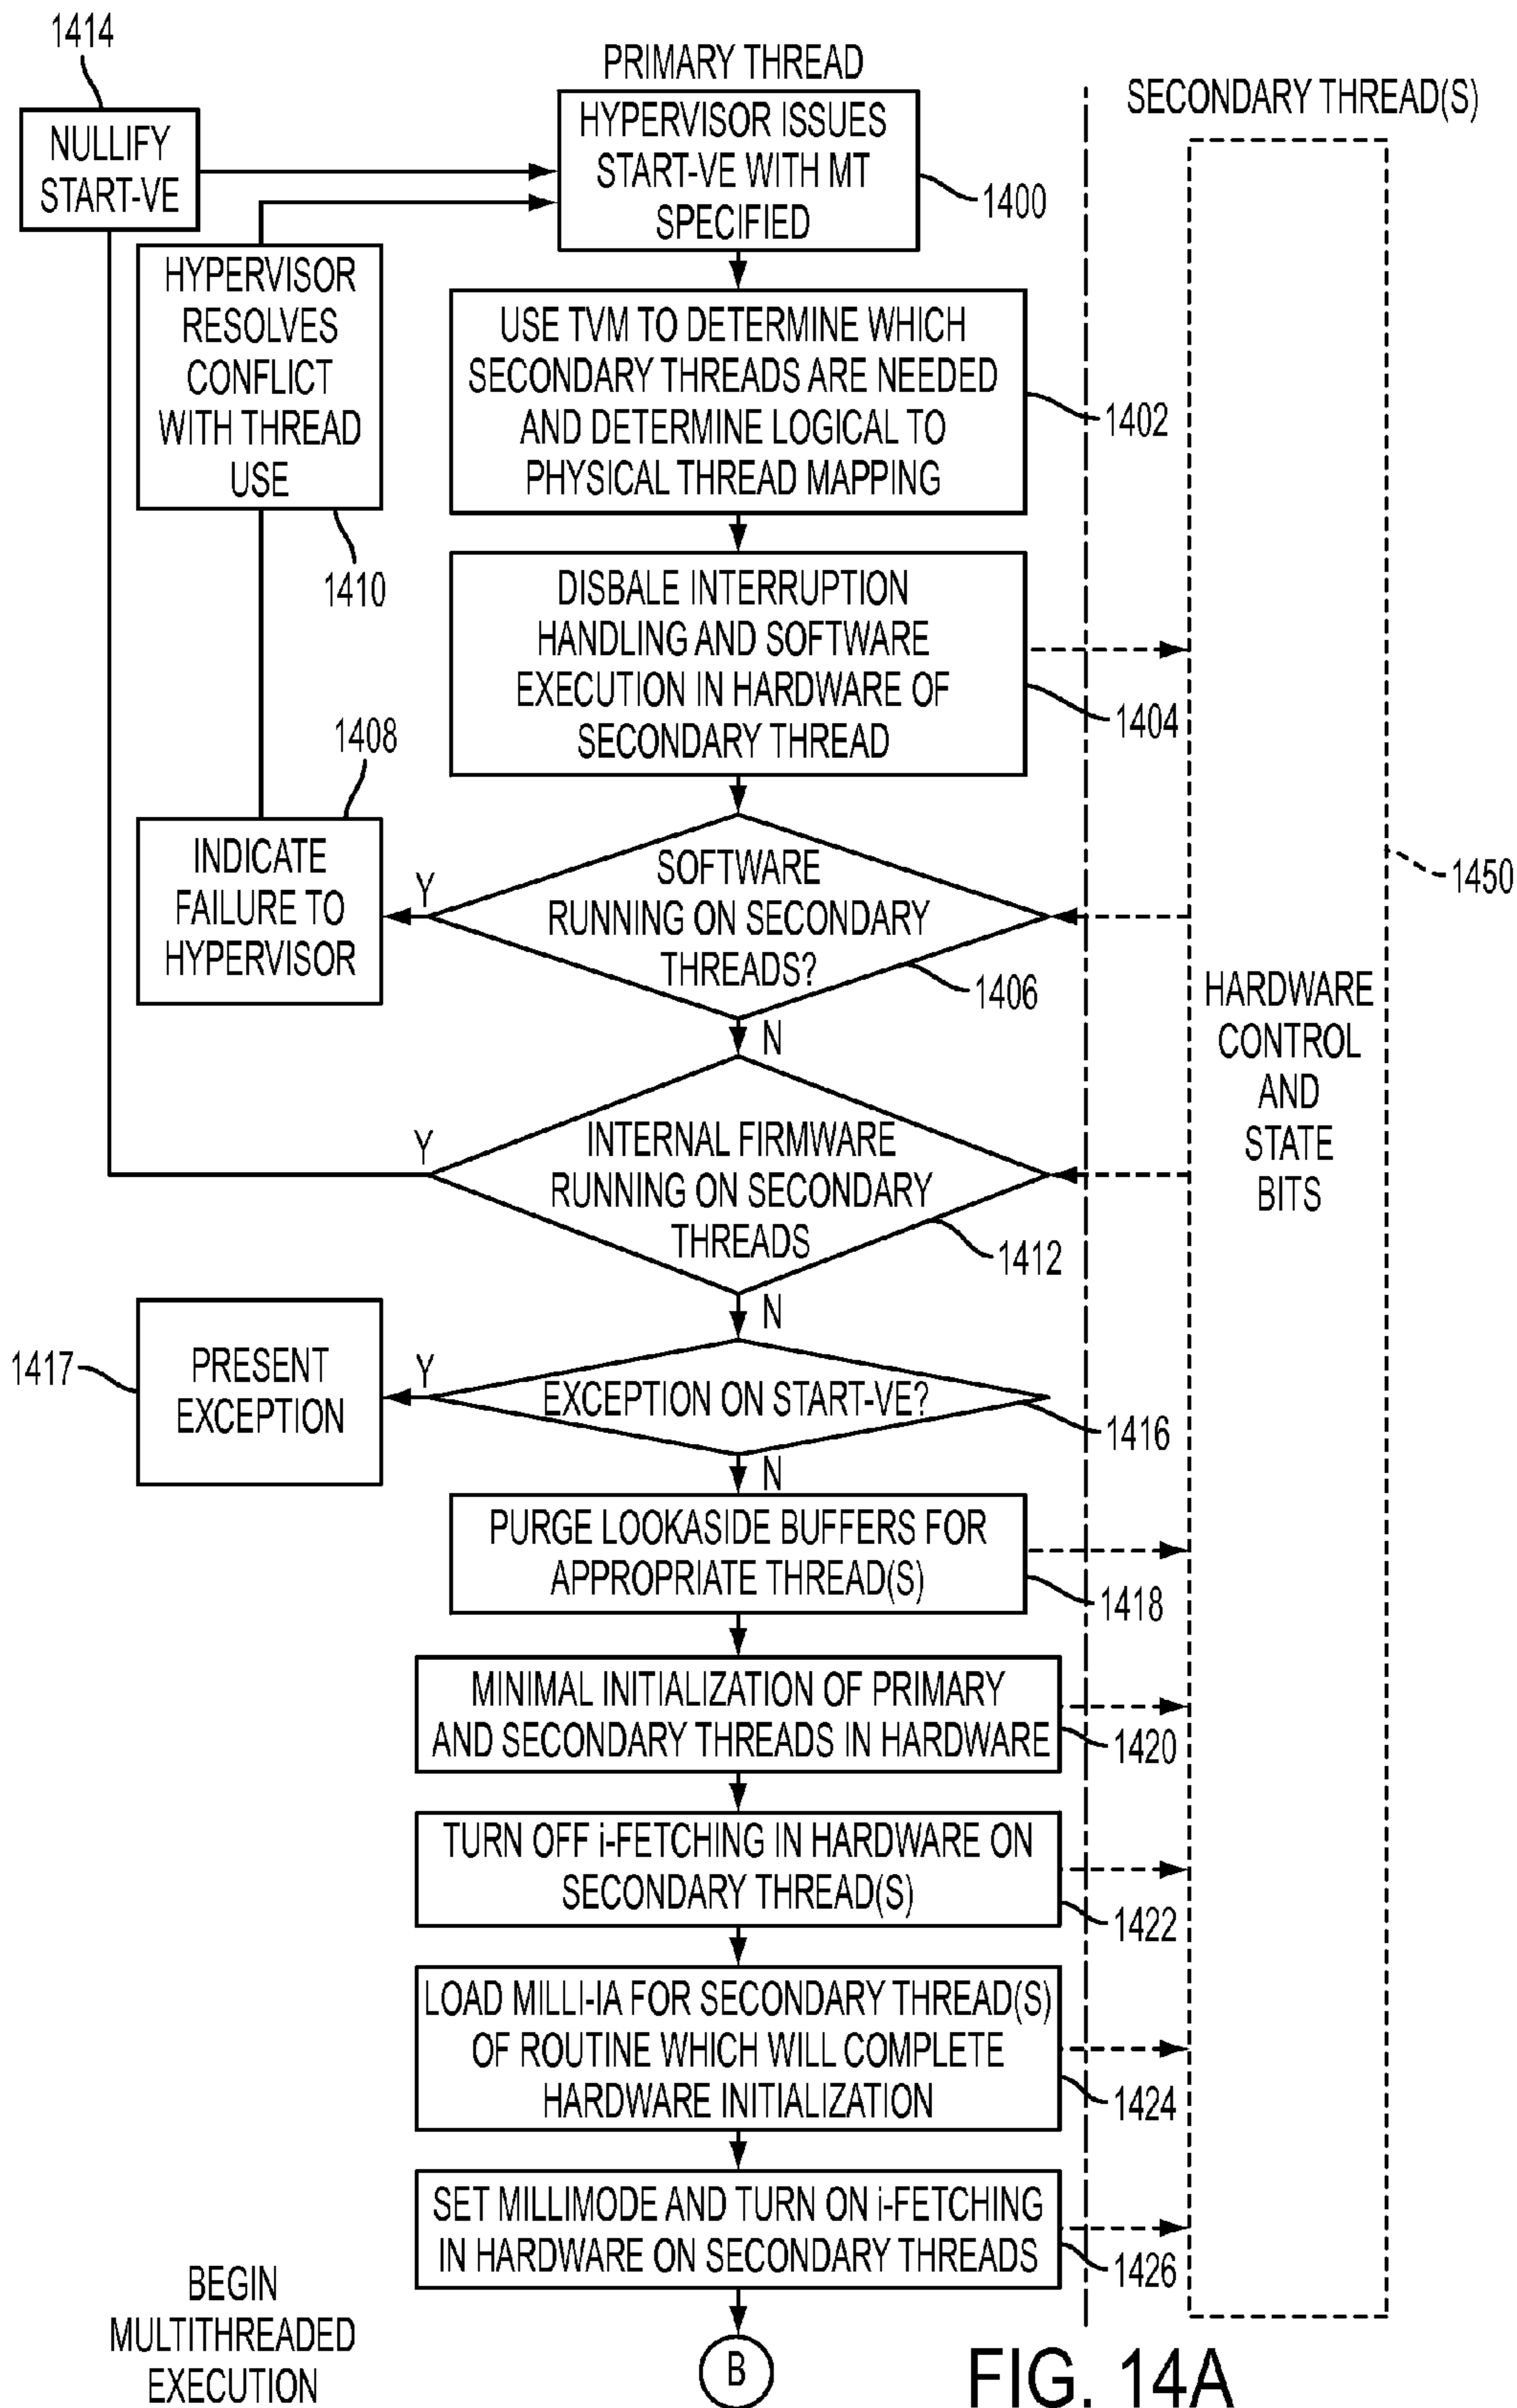 1414
NULLIFY
START-VE
PRIMARY THREAD
HYPERVISOR ISSUES
START-VE WITH MT
SPECIFIED
1400
SECONDARY THREAD(S)
HYPERVISOR
RESOLVES
CONFLICT
WITH THREAD
USE
1410
USE TVM TO DETERMINE WHICH
SECONDARY THREADS ARE NEEDED
AND DETERMINE LOGICAL TO
PHYSICAL THREAD MAPPING
1402
DISBALE INTERRUPTION
HANDLING AND SOFTWARE
EXECUTION IN HARDWARE OF
SECONDARY THREAD
1404
1408
INDICATE
FAILURE TO
HYPERVISOR
Y
SOFTWARE
RUNNING ON SECONDARY
THREADS?
1406
1450
HARDWARE
CONTROL
AND
STATE
BITS
N
Y
INTERNAL FIRMWARE
RUNNING ON SECONDARY
THREADS
1412
N
1417
PRESENT
EXCEPTION
Y
EXCEPTION ON START-VE?
1416
N
PURGE LOOKASIDE BUFFERS FOR
APPROPRIATE THREAD(S)
1418
MINIMAL INITIALIZATION OF PRIMARY
AND SECONDARY THREADS IN HARDWARE
1420
TURN OFF i-FETCHING IN HARDWARE ON
SECONDARY THREAD(S)
1422
LOAD MILLI-IA FOR SECONDARY THREAD(S)
OF ROUTINE WHICH WILL COMPLETE
HARDWARE INITIALIZATION
1424
SET MILLIMODE AND TURN ON i-FETCHING
IN HARDWARE ON SECONDARY THREADS
1426
BEGIN
MULTITHREADED
EXECUTION
B
FIG. 14A